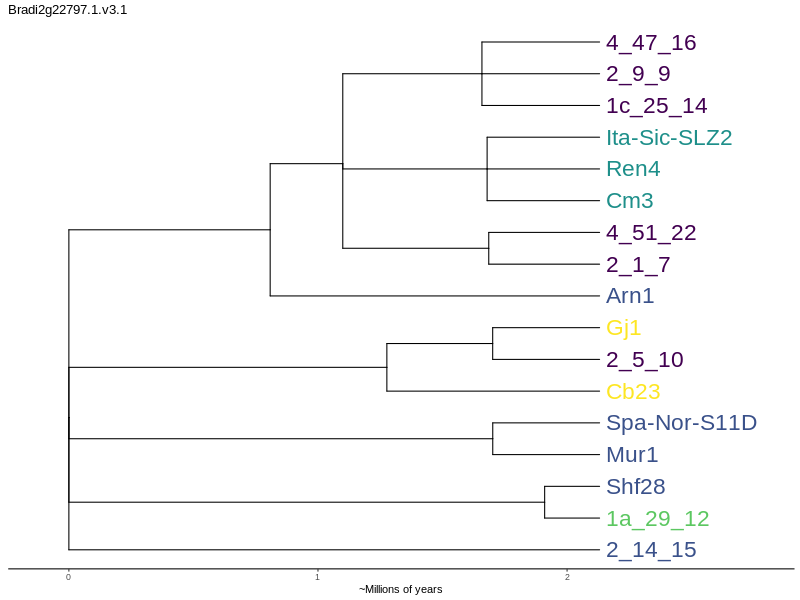 Bradi2g22797.1.v3.1
4_47_16
2_9_9
1c_25_14
Ita-Sic-SLZ2
Ren4
Cm3
4_51_22
2_1_7
Arn1
Gj1
2_5_10
Cb23
Spa-Nor-S11D
Mur1
Shf28
1a_29_12
2_14_15
0 1 2
~Millions of years